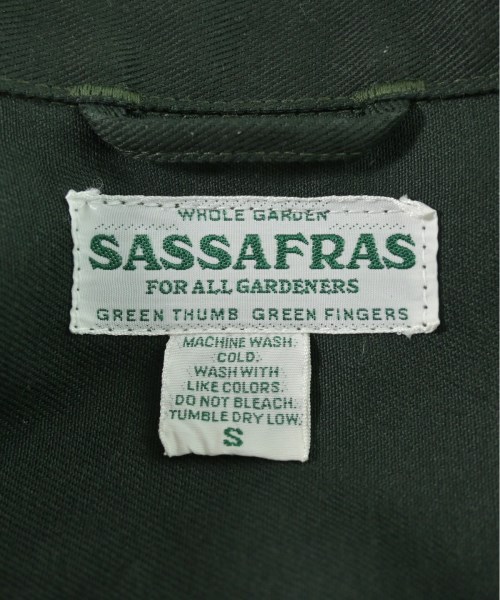 WHOLE GARDEN
SASSAFRAS
FOR ALL GARDENERS
GREEN THUMB GREEN FINGERS
MACHINE WASH
COLD.
WASH WITH
LIKE COLORS.
DO NOT BLEACH.
TUMBLE DRY LOW.
S